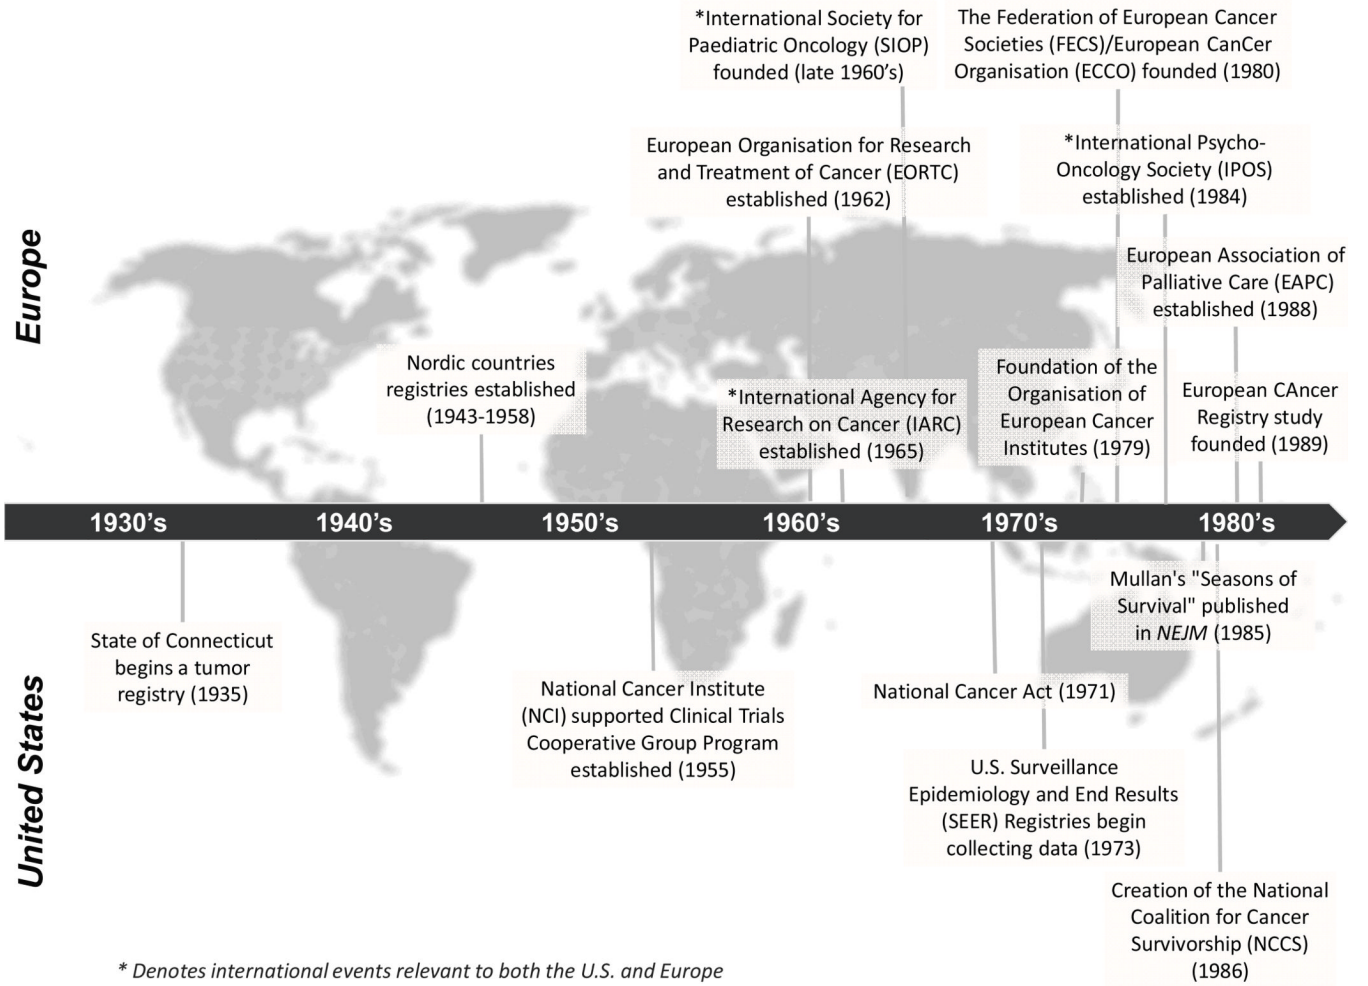 *International Society for
Paediatric Oncology (SIOP)
founded (late 1960’s)
The Federation of European Cancer
Societies (FECS)/European CanCer
Organisation (ECCO) founded (1980)
European Organisation for Research
and Treatment of Cancer (EORTC)
established (1962)
*International Psycho-
Oncology Society (IPOS)
established (1984)
Europe
European Association of
Palliative Care (EAPC)
established (1988)
Nordic countries
registries established
(1943-1958)
*International Agency for
Research on Cancer (IARC)
established (1965)
Foundation of the
Organisation of
European Cancer
Institutes (1979)
European CAncer
Registry study
founded (1989)
1930’s 1940’s 1950’s 1960’s 1970’s 1980’s
United States
State of Connecticut
begins a tumor
registry (1935)
National Cancer Institute
(NCI) supported Clinical Trials
Cooperative Group Program
established (1955)
National Cancer Act (1971)
U.S. Surveillance
Epidemiology and End Results
(SEER) Registries begin
collecting data (1973)
Mullan's "Seasons of
Survival" published
in NEJM (1985)
Creation of the National
Coalition for Cancer
Survivorship (NCCS)
(1986)
* Denotes international events relevant to both the U.S. and Europe